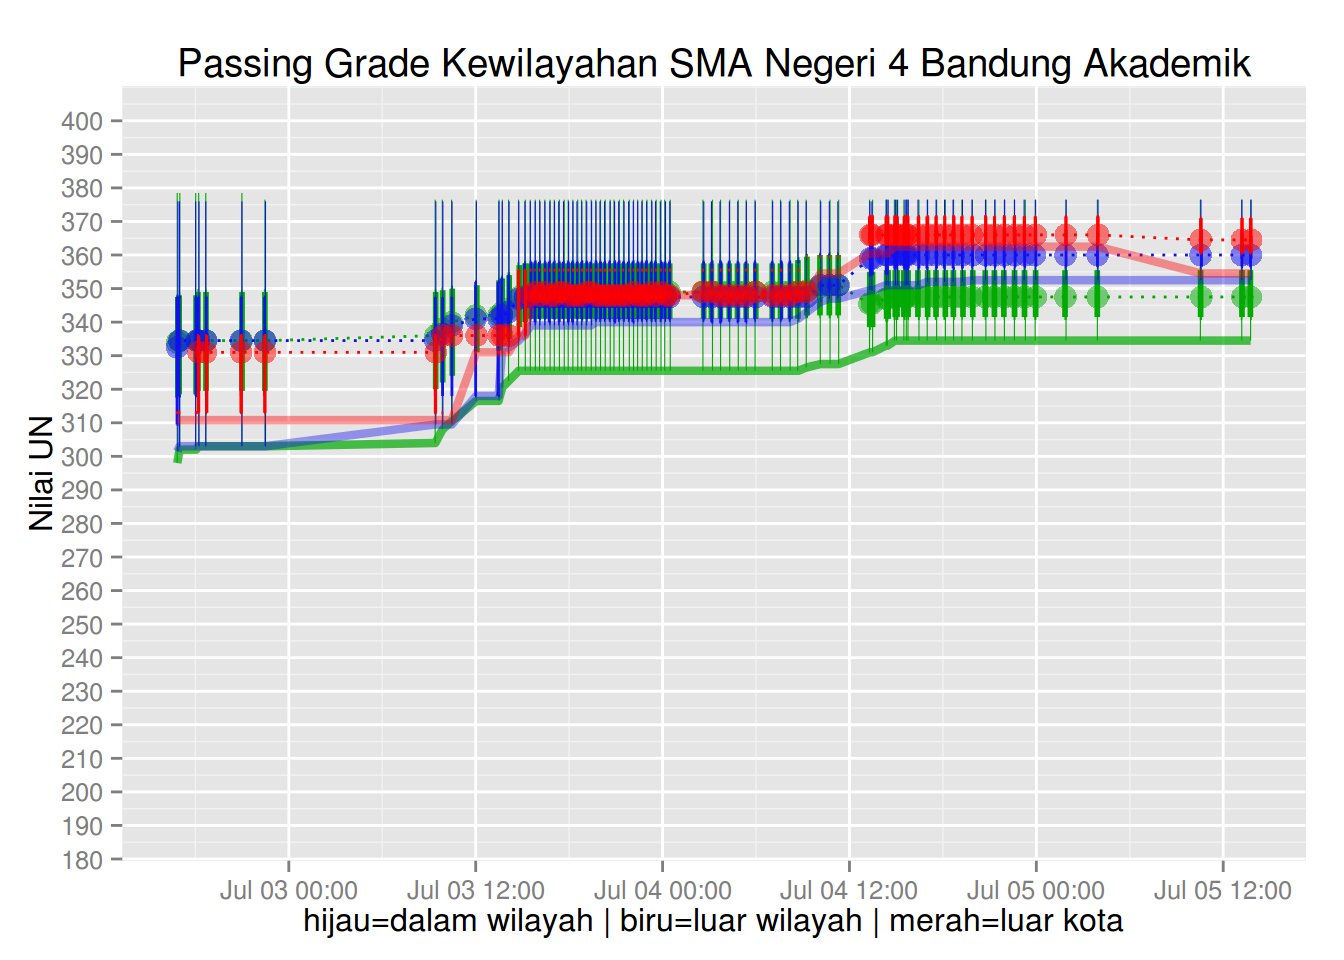 Passing Grade Kewilayahan SMA Negeri 4 Bandung Akademik
Nilai UN
400
390
380
370
360
350
340
330
320
310
300
290
280
270
260
250
240
230
220
210
200
190
180
Jul 03 00:00
Jul 03 12:00
Jul 04 00:00
Jul 04 12:00
Jul 05 00:00
Jul 05 12:00
hijau=dalam wilayah | biru=luar wilayah | merah=luar kota